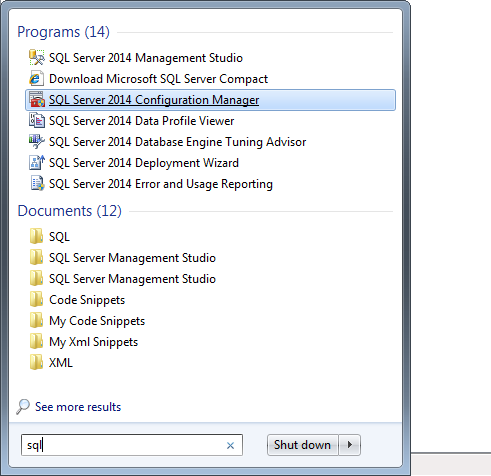 Programs (14)
SQL Server 2014 Management Studio
Download Microsoft SQL Server Compact
SQL Server 2014 Configuration Manager
SQL Server 2014 Data Profile Viewer
SQL Server 2014 Database Engine Tuning Advisor
SQL Server 2014 Deployment Wizard
SQL Server 2014 Error and Usage Reporting
Documents (12)
SQL
SQL Server Management Studio
SQL Server Management Studio
Code Snippets
My Code Snippets
My Xml Snippets
XML
See more results
sql
Shut down